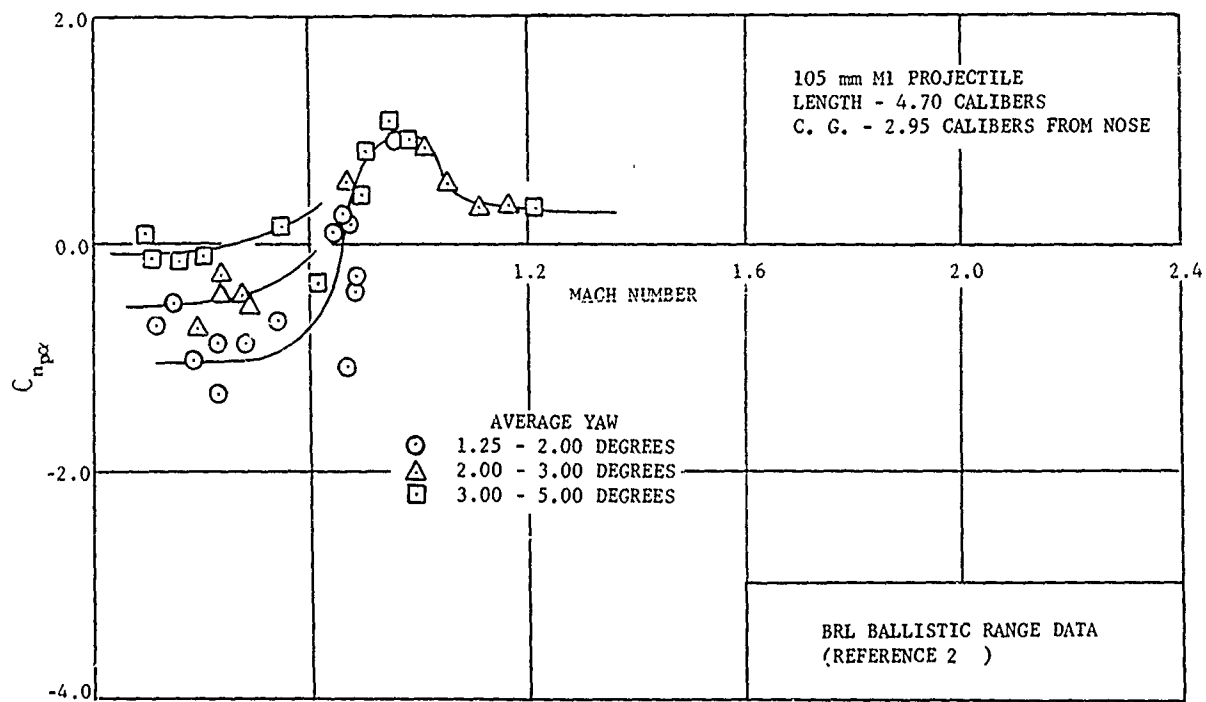 2.0
105 mm M1 PROJECTILE
LENGTH - 4.70 CALIBERS
C. G. - 2.95 CALIBERS FROM NOSE
0.0
1.2
1.6
2.0
2.4
MACH NUMBER
C_{n_{pα}}
AVERAGE YAW
1.25 - 2.00 DEGREES
2.00 - 3.00 DEGREES
3.00 - 5.00 DEGREES
-2.0
BRL BALLISTIC RANGE DATA
(REFERENCE 2 )
-4.0